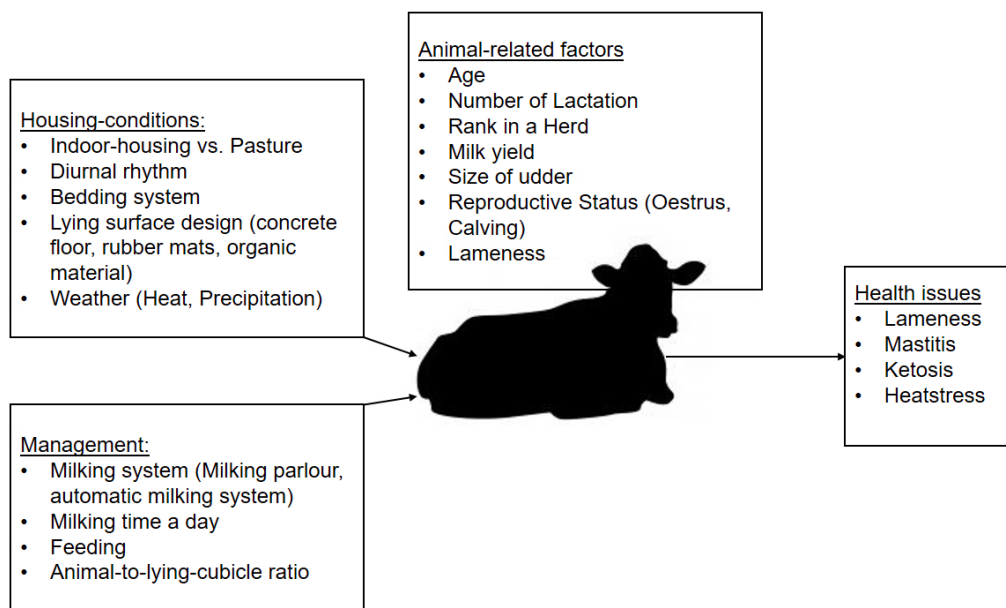 Animal-related factors
• Age
• Number of Lactation
• Rank in a Herd
• Milk yield
• Size of udder
• Reproductive Status (Oestrus,
Calving)
• Lameness
Housing-conditions:
• Indoor-housing vs. Pasture
• Diurnal rhythm
• Bedding system
• Lying surface design (concrete
floor, rubber mats, organic
material)
• Weather (Heat, Precipitation)
Health issues
• Lameness
• Mastitis
• Ketosis
• Heatstress
Management:
• Milking system (Milking parlour,
automatic milking system)
• Milking time a day
• Feeding
• Animal-to-lying-cubicle ratio